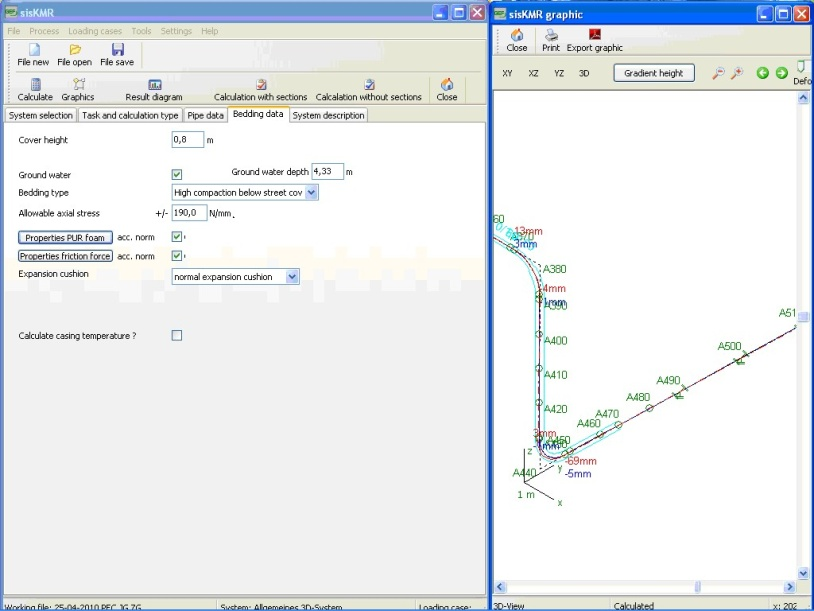 sisKMR
File Process Loading cases Tools Settings Help
File new File open File save
Calculate Graphics Result diagram Calculation with sections Calcalation without sections Close
System selection Task and calculation type Pipe data Bedding data System description
Cover height 0,8 m
Ground water Ground water depth 4,33 m
Bedding type High compaction below street cov
Allowable axial stress +/- 190,0 N/mm
Properties PUR foam acc. norm
Properties friction force acc. norm
Expansion cushion normal expansion cushion
Calculate casing temperature ?
Working file: 25-04-2010 REC JG 7G System: Allgemeines 3D-System Loading case:
sisKMR graphic
Close Print Export graphic
XY XZ YZ 3D Gradient height Defo
60
13mm
3mm
A380
4mm
A390
A400
A410
A420
A51
A500
A490
A480
A470
A460
3mm
A450
-69mm
-5mm
A440
z
y
x
1 m
3D-View Calculated x: 202